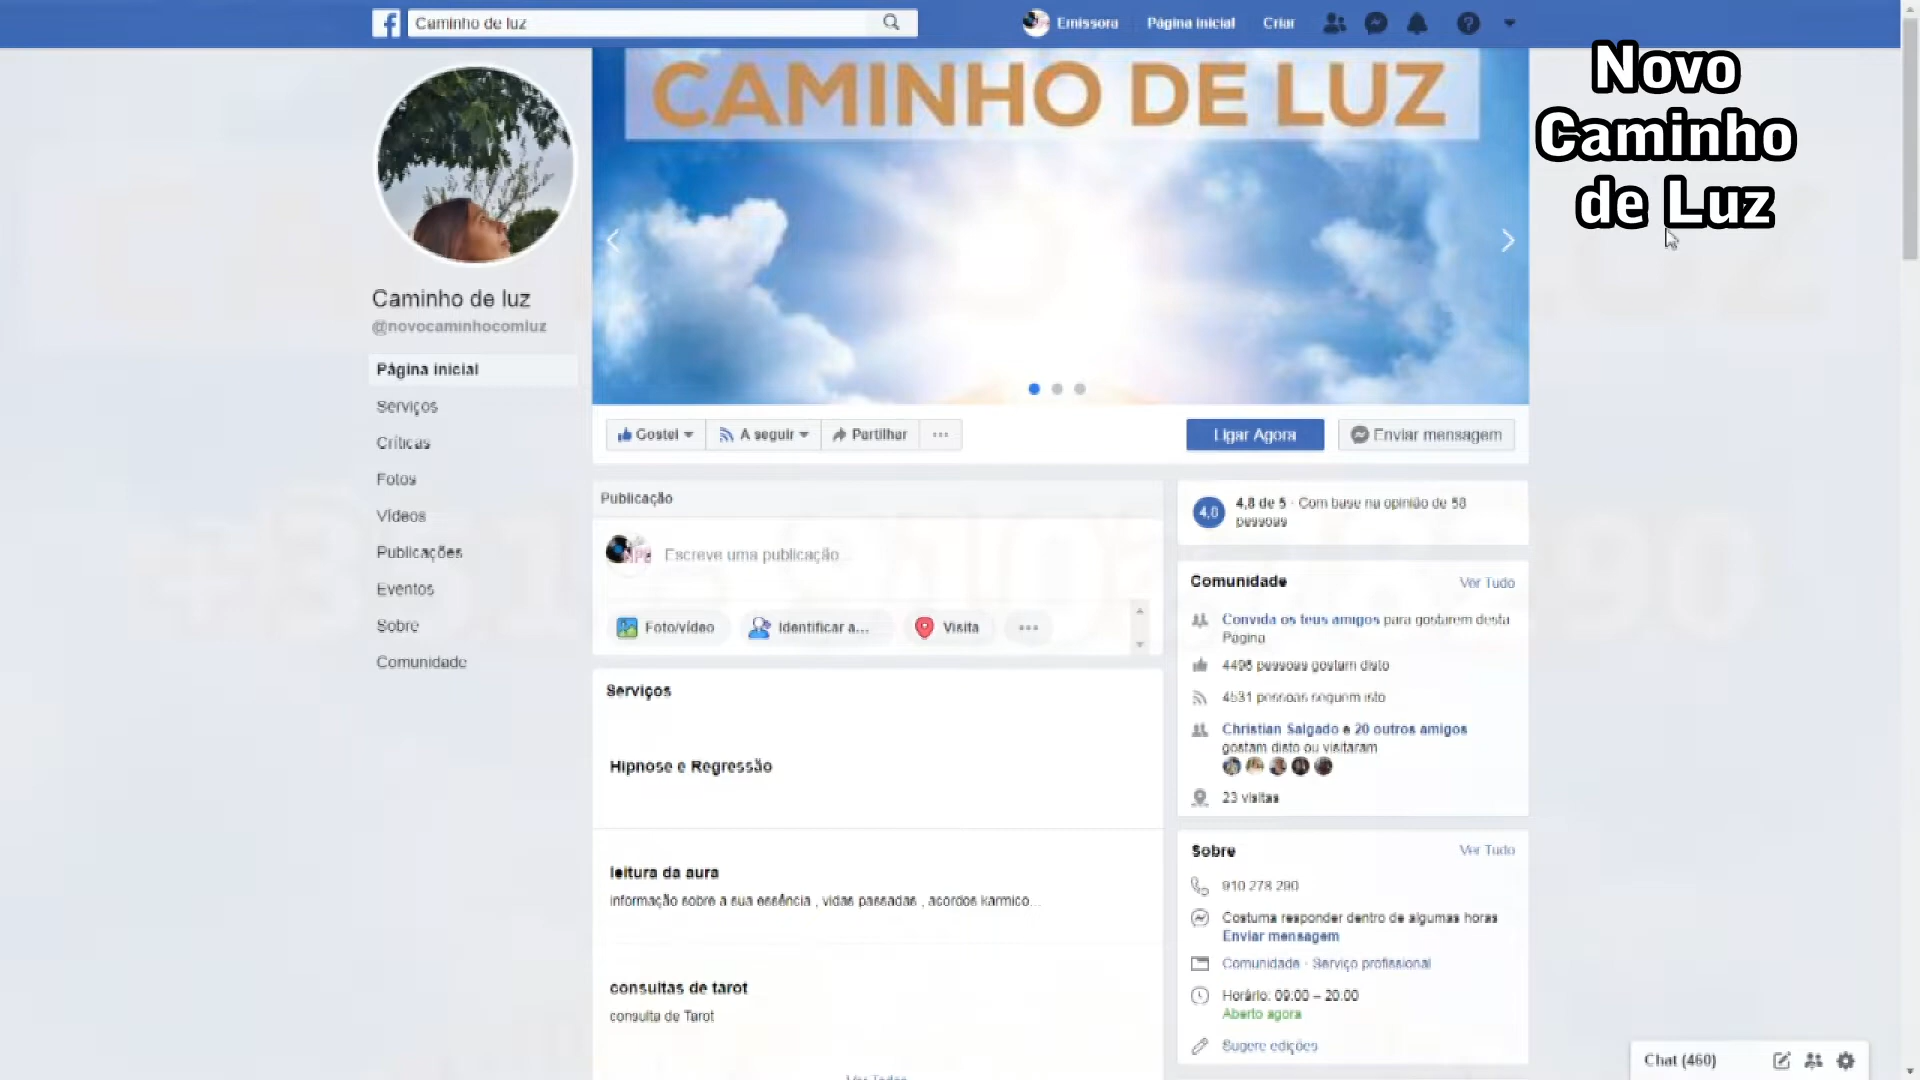 Caminho de luz
Emissora
Página inicial
Criar
Novo
Caminho
de Luz
CAMINHO DE LUZ
Caminho de luz
@novocaminhocomluz
Página inicial
Serviços
Críticas
Fotos
Vídeos
Publicações
Eventos
Sobre
Comunidade
Gostei
A seguir
Partilhar
Ligar Agora
Enviar mensagem
Publicação
Escreve uma publicação...
Foto/vídeo
Identificar a...
Visita
Serviços
Hipnose e Regressão
leitura da aura
informação sobre a sua essência , vidas passadas , acordos karmico...
consultas de tarot
consulta de Tarot
4,8
4,8 de 5 · Com base na opinião de 58
pessoas
Comunidade
Ver Tudo
Convida os teus amigos para gostarem desta
Página
4496 pessoas gostam disto
4531 pessoas seguem isto
Christian Salgado e 20 outros amigos
gostam disto ou visitaram
23 visitas
Sobre
Ver Tudo
910 278 290
Costuma responder dentro de algumas horas
Enviar mensagem
Comunidade · Serviço profissional
Horário: 09:00 – 20:00
Aberto agora
Sugere edições
Chat (460)